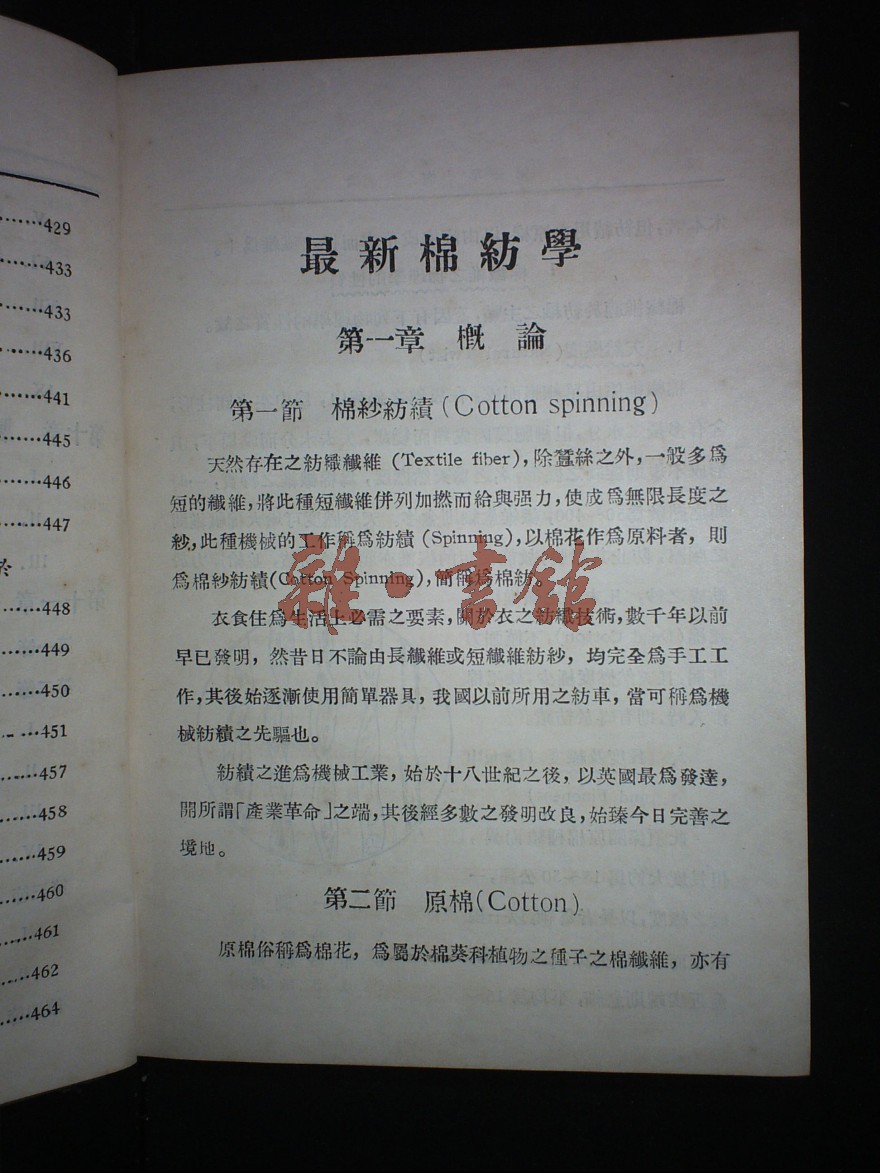 429
433
433
436
441
445
446
447
於
448
449
450
451
457
458
459
460
461
462
464
最新棉紡學
第一章 概論
第一節 棉紗紡績(Cotton spinning)
天然存在之紡織纖維 (Textile fiber),除蠶絲之外,一般多爲
短的纖維,將此種短纖維併列加撚而給與强力,使成爲無限長度之
紗,此種機械的工作稱爲紡績 (Spinning),以棉花作爲原料者,則
爲棉紗紡績(Cotton Spinning),簡稱爲棉紡。
衣食住爲生活上必需之要素,關於衣之紡織技術,數千年以前
早已發明,然昔日不論由長纖維或短纖維紡紗,均完全爲手工工
作,其後始逐漸使用簡單器具,我國以前所用之紡車,當可稱爲機
械紡績之先驅也。
紡績之進爲機械工業,始於十八世紀之後,以英國最爲發達,
開所謂「產業革命」之端,其後經多數之發明改良,始臻今日完善之
境地。
第二節 原棉(Cotton)
原棉俗稱爲棉花,爲屬於棉葵科植物之種子之棉纖維,亦有
雜·書館